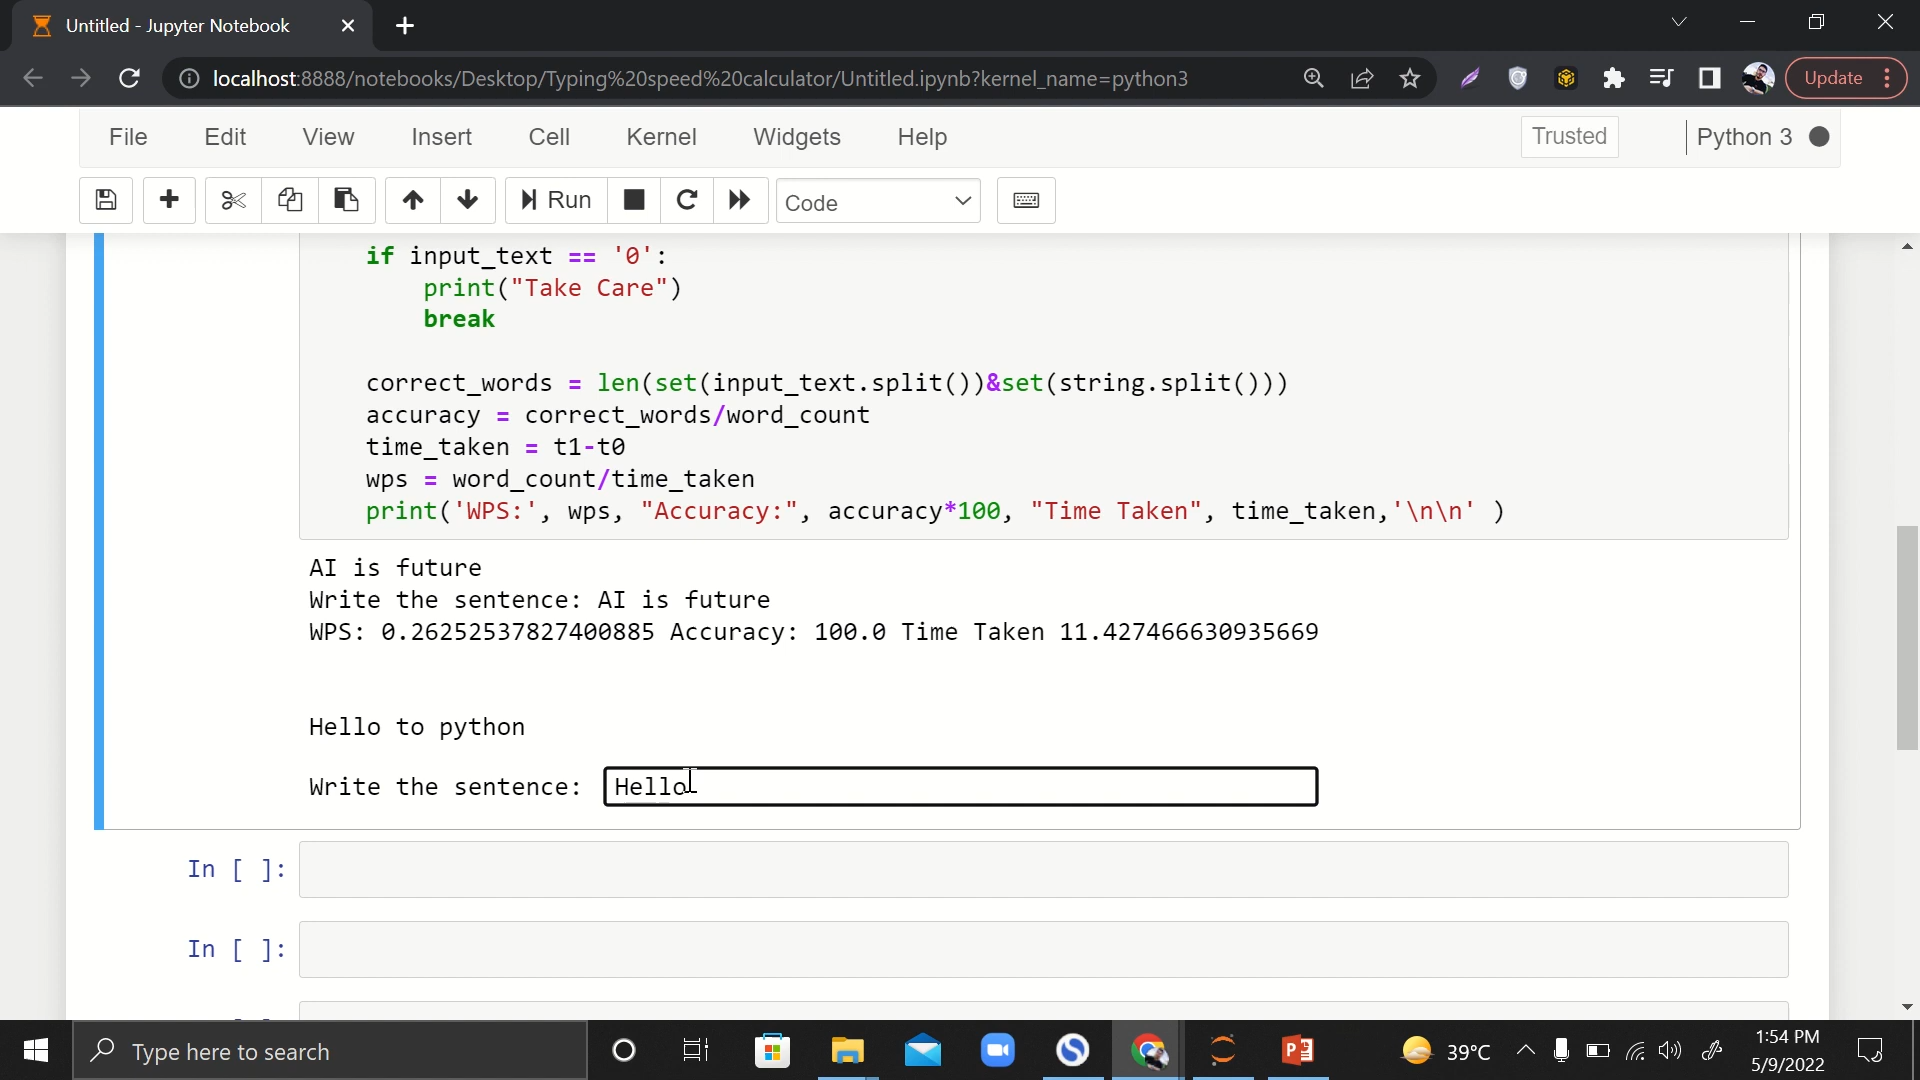 Untitled - Jupyter Notebook
localhost:8888/notebooks/Desktop/Typing%20speed%20calculator/Untitled.ipynb?kernel_name=python3
Update
File Edit View Insert Cell Kernel Widgets Help
Trusted
Python 3
Run
Code
if input_text == '0':
print("Take Care")
break
correct_words = len(set(input_text.split())&set(string.split()))
accuracy = correct_words/word_count
time_taken = t1-t0
wps = word_count/time_taken
print('WPS:', wps, "Accuracy:", accuracy*100, "Time Taken", time_taken,'\n\n' )
AI is future
Write the sentence: AI is future
WPS: 0.26252537827400885 Accuracy: 100.0 Time Taken 11.427466630935669
Hello to python
Write the sentence: Hello
In [ ]:
In [ ]:
Type here to search
39°C
1:54 PM
5/9/2022